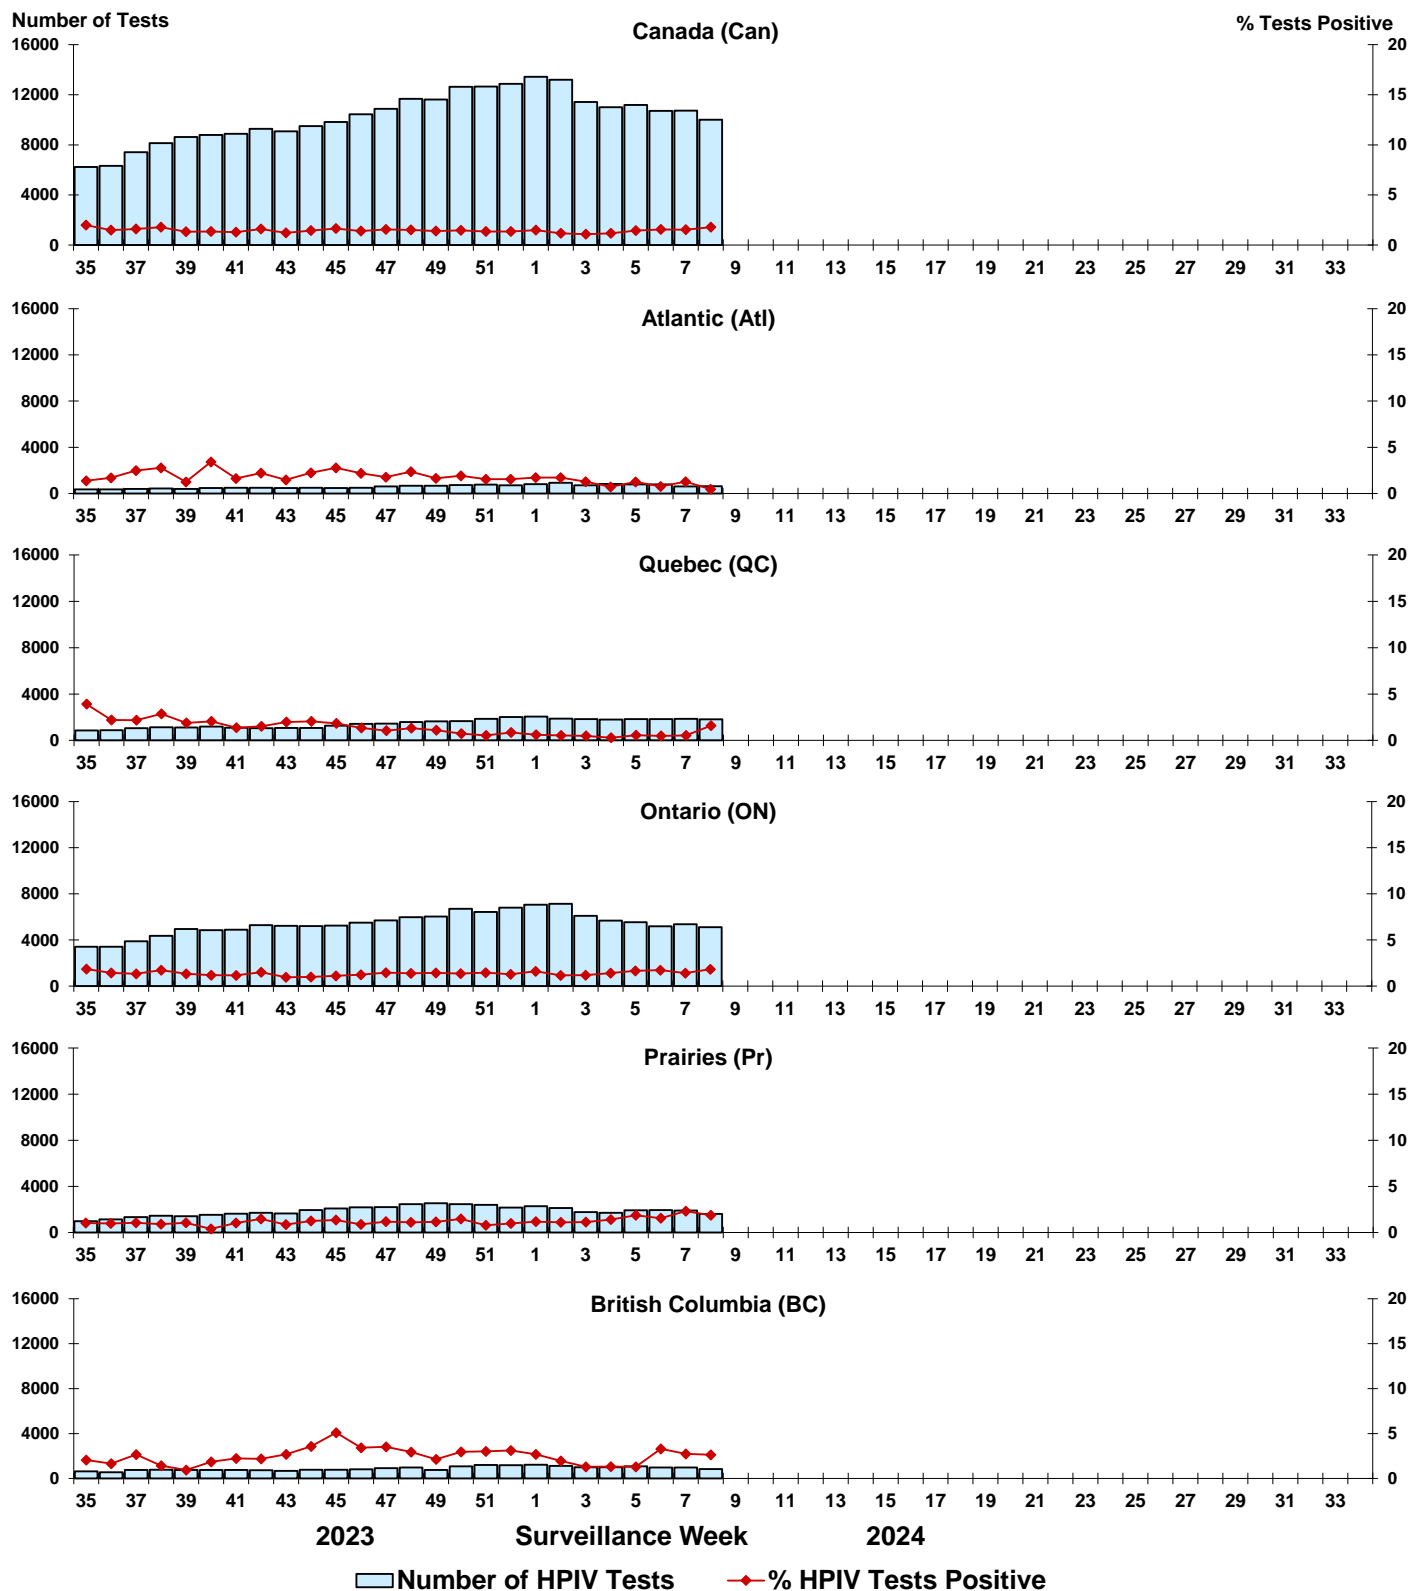 Number of Tests
% Tests Positive
Canada (Can)
16000 20
12000 15
8000 10
4000 5
0 0
35 37 39 41 43 45 47 49 51 1 3 5 7 9 11 13 15 17 19 21 23 25 27 29 31 33
Atlantic (Atl)
16000 20
12000 15
8000 10
4000 5
0 0
35 37 39 41 43 45 47 49 51 1 3 5 7 9 11 13 15 17 19 21 23 25 27 29 31 33
Quebec (QC)
16000 20
12000 15
8000 10
4000 5
0 0
35 37 39 41 43 45 47 49 51 1 3 5 7 9 11 13 15 17 19 21 23 25 27 29 31 33
Ontario (ON)
16000 20
12000 15
8000 10
4000 5
0 0
35 37 39 41 43 45 47 49 51 1 3 5 7 9 11 13 15 17 19 21 23 25 27 29 31 33
Prairies (Pr)
16000 20
12000 15
8000 10
4000 5
0 0
35 37 39 41 43 45 47 49 51 1 3 5 7 9 11 13 15 17 19 21 23 25 27 29 31 33
British Columbia (BC)
16000 20
12000 15
8000 10
4000 5
0 0
35 37 39 41 43 45 47 49 51 1 3 5 7 9 11 13 15 17 19 21 23 25 27 29 31 33
2023 Surveillance Week 2024
Number of HPIV Tests % HPIV Tests Positive